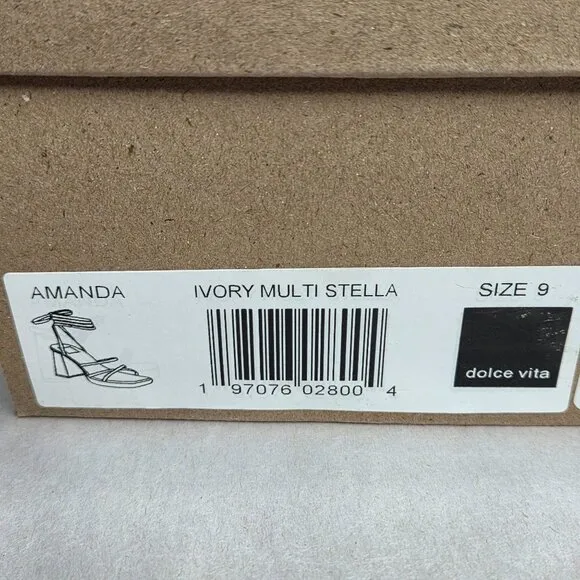 AMANDA
IVORY MULTI STELLA
SIZE 9
1 97076 02800 4
dolce vita